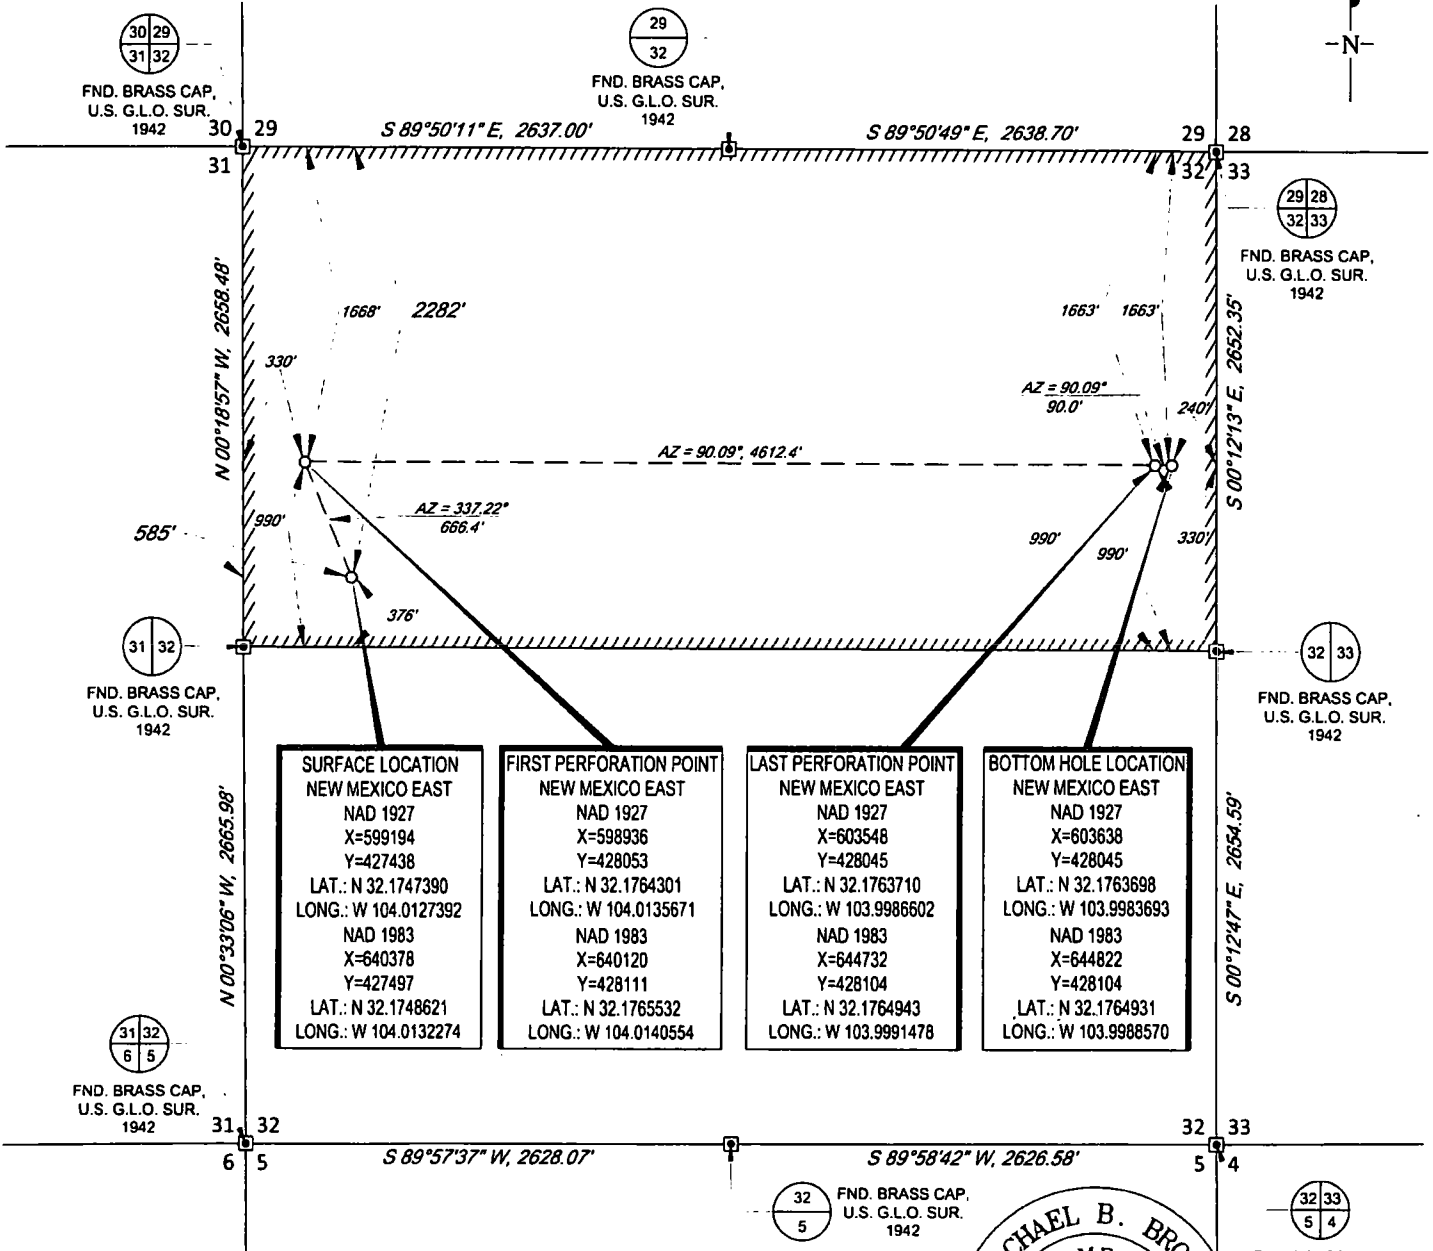 30 29
31 32
FND. BRASS CAP,
U.S. G.L.O. SUR.
1942
29
32
FND. BRASS CAP,
U.S. G.L.O. SUR.
1942
-N-
30 29
31
S 89°50'11" E, 2637.00'
S 89°50'49" E, 2638.70'
29 28
32 33
29 28
32 33
FND. BRASS CAP,
U.S. G.L.O. SUR.
1942
N 00°18'57" W, 2658.48'
S 00°12'13" E, 2652.35'
1668'
2282'
1663'
1663'
330'
AZ = 90.09°
90.0'
240'
AZ = 90.09°, 4612.4'
AZ = 337.22°
666.4'
990'
585'
990'
990'
330'
376'
31 32
FND. BRASS CAP,
U.S. G.L.O. SUR.
1942
32 33
FND. BRASS CAP,
U.S. G.L.O. SUR.
1942
SURFACE LOCATION
NEW MEXICO EAST
NAD 1927
X=599194
Y=427438
LAT.: N 32.1747390
LONG.: W 104.0127392
NAD 1983
X=640378
Y=427497
LAT.: N 32.1748621
LONG.: W 104.0132274
FIRST PERFORATION POINT
NEW MEXICO EAST
NAD 1927
X=598936
Y=428053
LAT.: N 32.1764301
LONG.: W 104.0135671
NAD 1983
X=640120
Y=428111
LAT.: N 32.1765532
LONG.: W 104.0140554
LAST PERFORATION POINT
NEW MEXICO EAST
NAD 1927
X=603548
Y=428045
LAT.: N 32.1763710
LONG.: W 103.9986602
NAD 1983
X=644732
Y=428104
LAT.: N 32.1764943
LONG.: W 103.9991478
BOTTOM HOLE LOCATION
NEW MEXICO EAST
NAD 1927
X=603638
Y=428045
LAT.: N 32.1763698
LONG.: W 103.9983693
NAD 1983
X=644822
Y=428104
LAT.: N 32.1764931
LONG.: W 103.9988570
N 00°33'06" W, 2665.98'
S 00°12'47" E, 2654.59'
31 32
6 5
FND. BRASS CAP,
U.S. G.L.O. SUR.
1942
31 32
6 5
S 89°57'37" W, 2628.07'
S 89°58'42" W, 2626.58'
32 33
5 4
32
5
FND. BRASS CAP,
U.S. G.L.O. SUR.
1942
32 33
5 4
CHAEL B. BRO